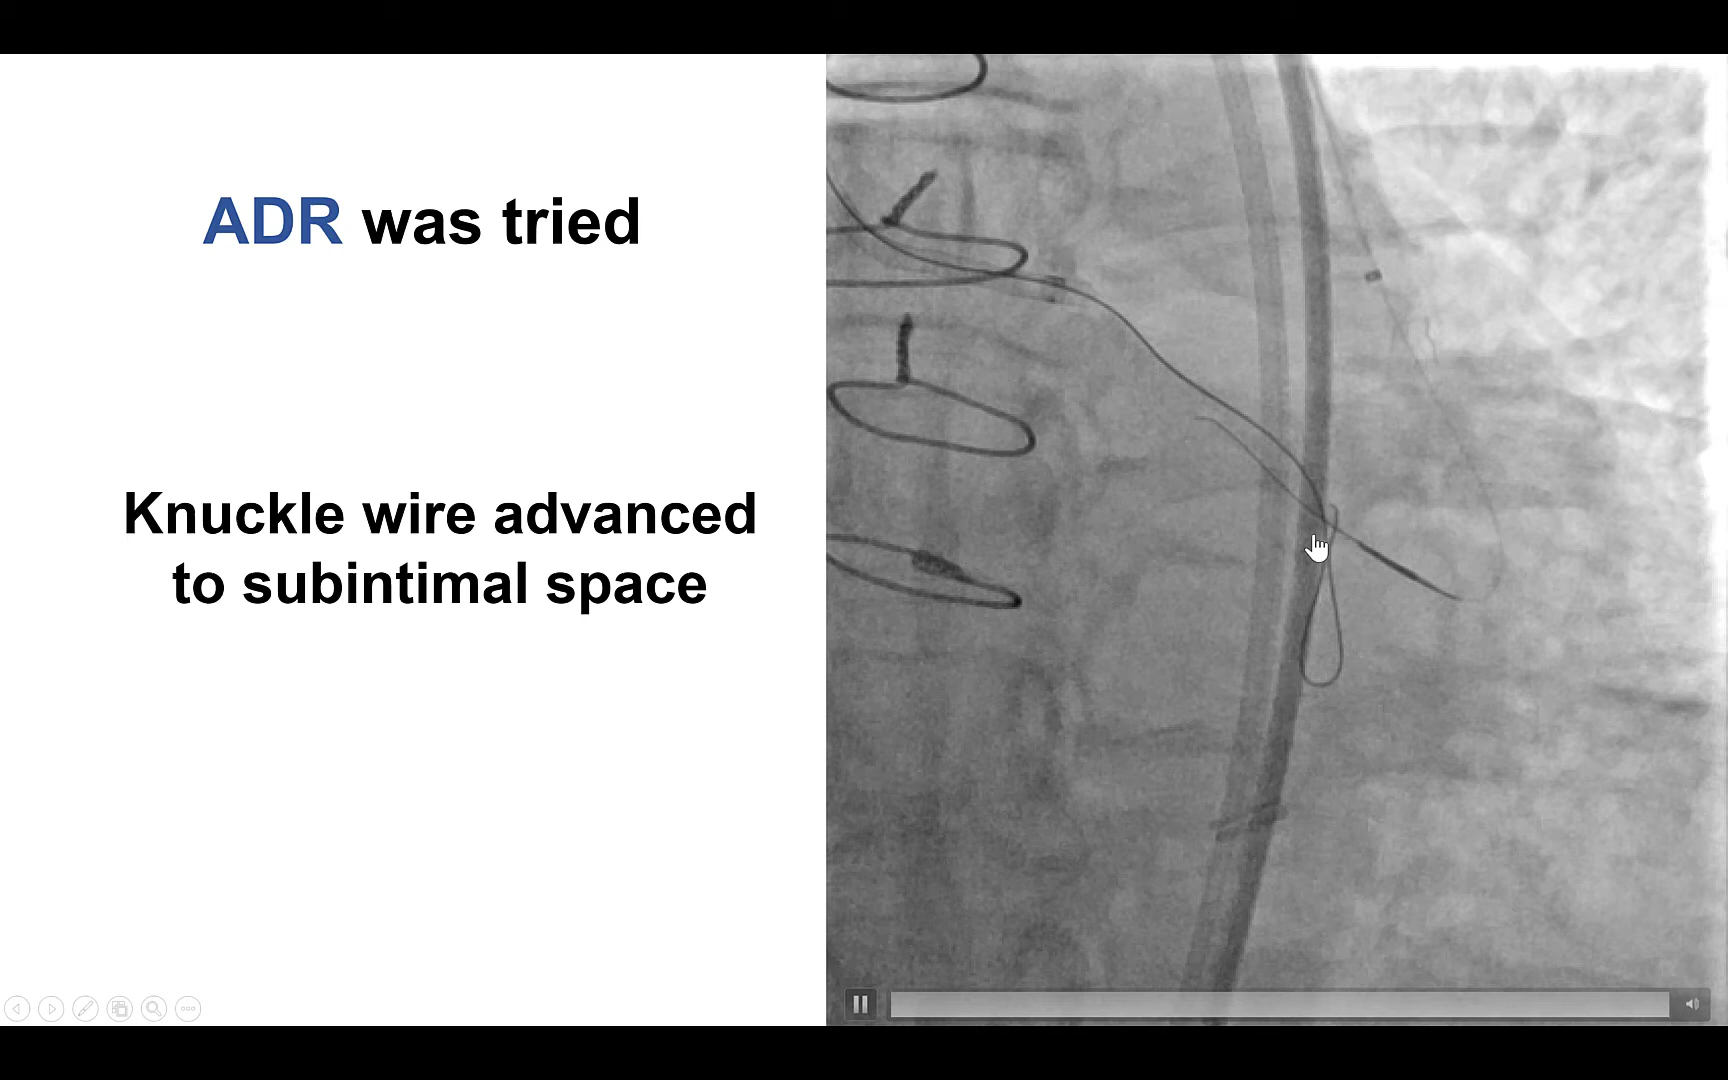 ADR was tried
Knuckle wire advanced
to subintimal space